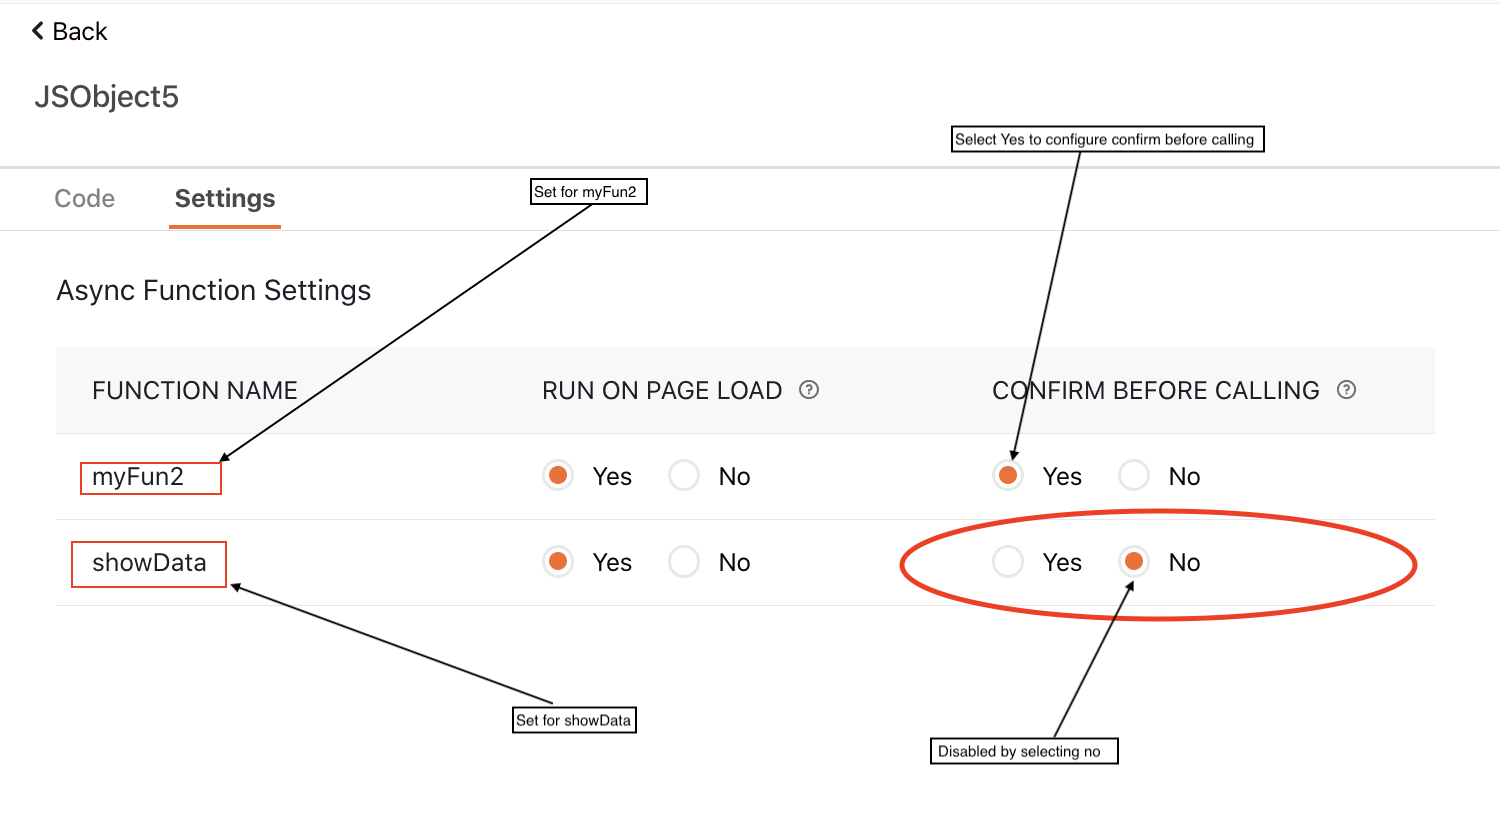 Back
JSObject5
Select Yes to configure confirm before calling
Code Settings
Set for myFun2
Async Function Settings
FUNCTION NAME RUN ON PAGE LOAD ? CONFIRM BEFORE CALLING ?
myFun2 Yes No Yes No
showData Yes No Yes No
Set for showData
Disabled by selecting no